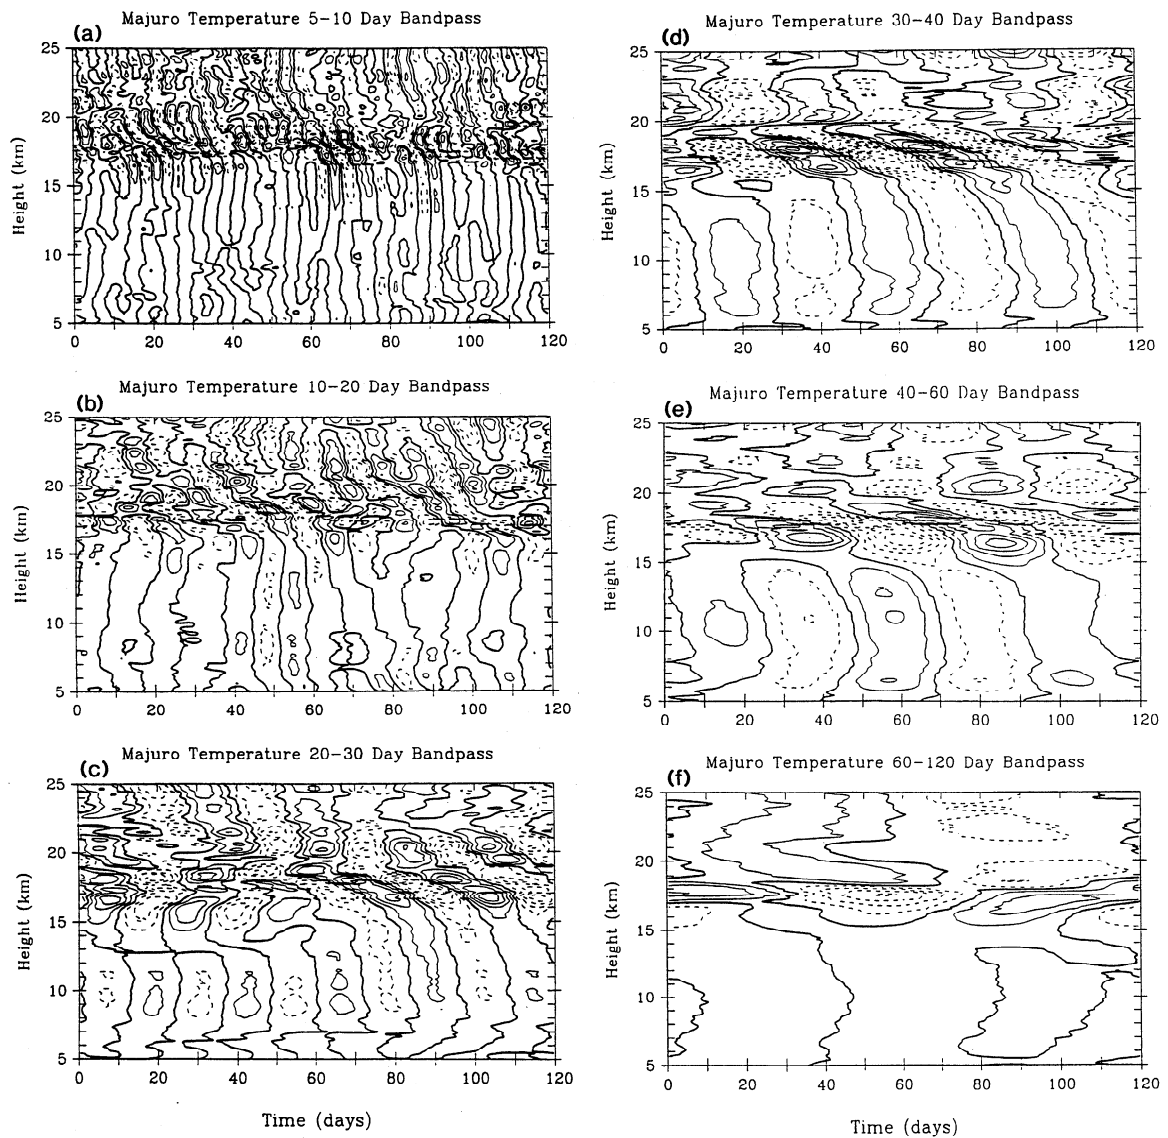 Majuro Temperature 5-10 Day Bandpass
(a)
25
20
15
10
5
Height (km)
0 20 40 60 80 100 120
Majuro Temperature 10-20 Day Bandpass
(b)
25
20
15
10
5
Height (km)
0 20 40 60 80 100 120
Majuro Temperature 20-30 Day Bandpass
(c)
25
20
15
10
5
Height (km)
0 20 40 60 80 100 120
Time (days)
Majuro Temperature 30-40 Day Bandpass
(d)
25
20
15
10
5
Height (km)
0 20 40 60 80 100 120
Majuro Temperature 40-60 Day Bandpass
(e)
25
20
15
10
5
Height (km)
0 20 40 60 80 100 120
Majuro Temperature 60-120 Day Bandpass
(f)
25
20
15
10
5
Height (km)
0 20 40 60 80 100 120
Time (days)